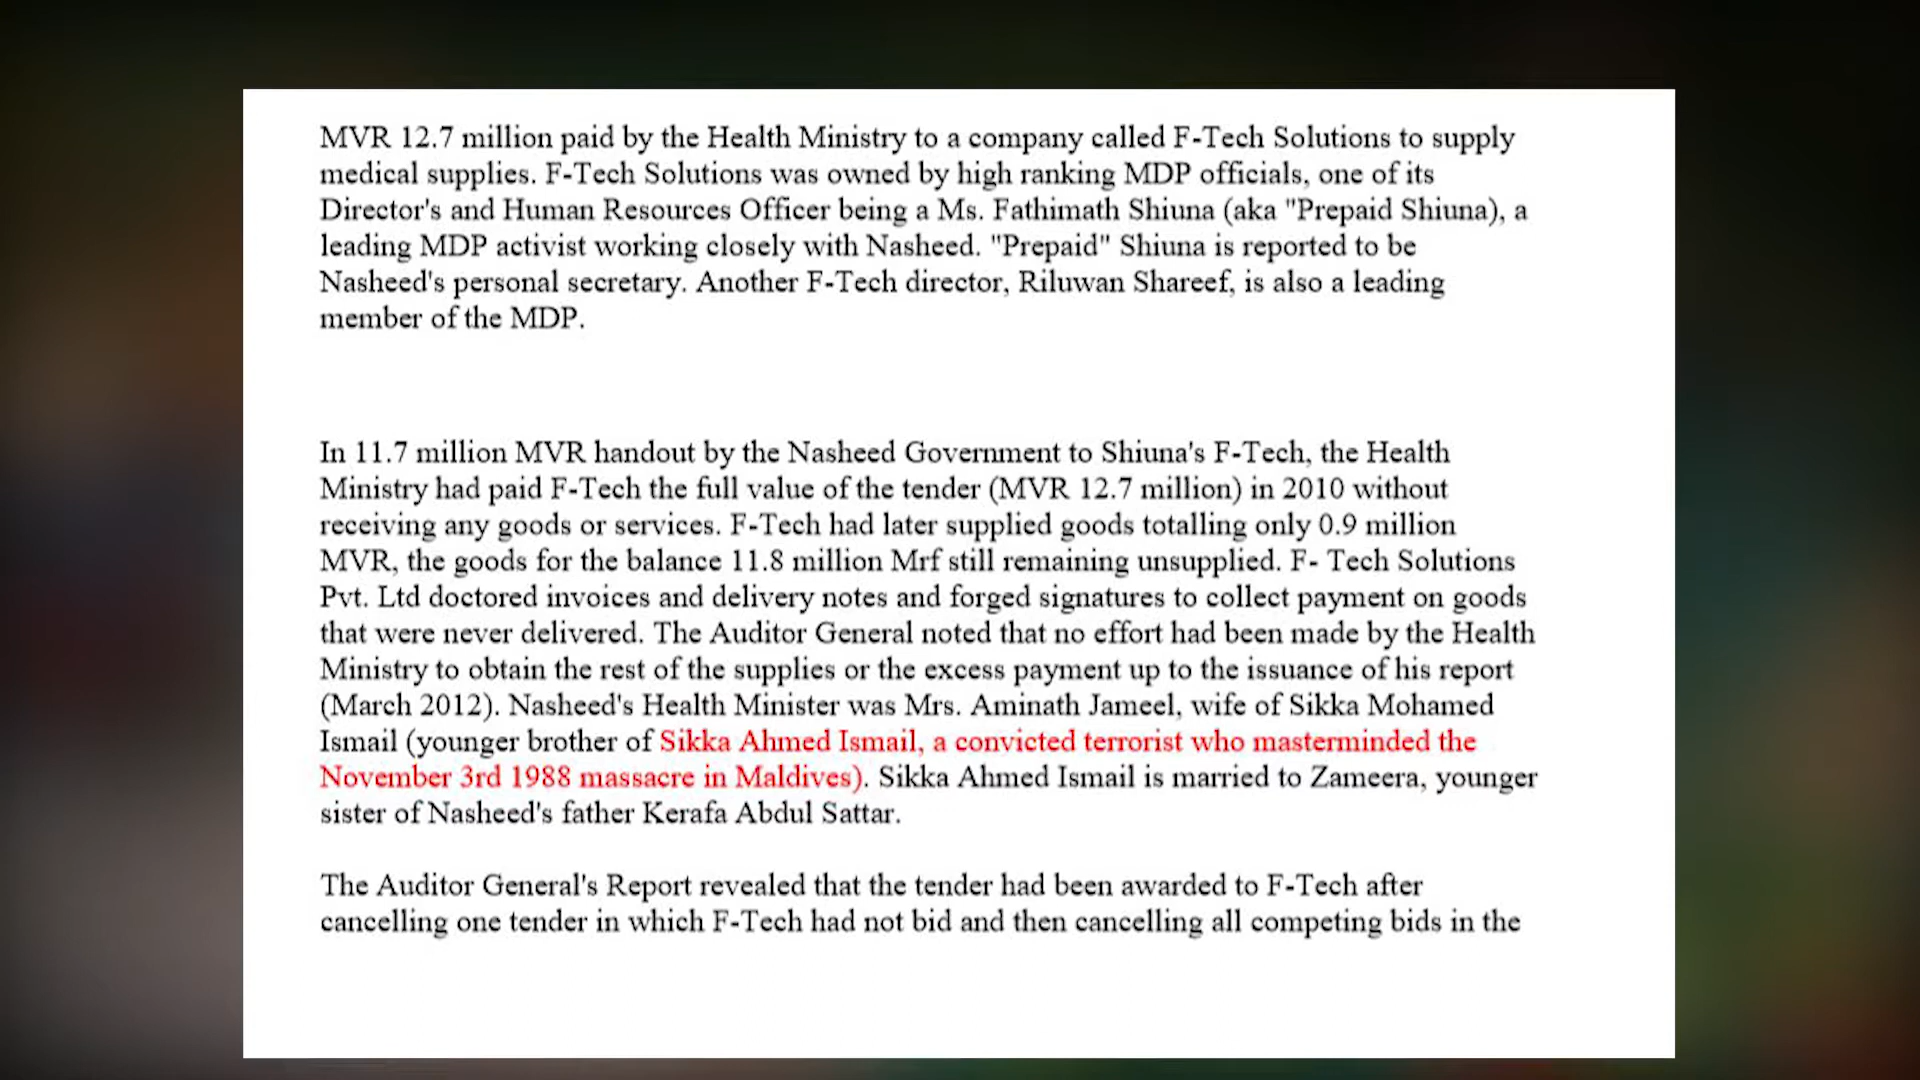 MVR 12.7 million paid by the Health Ministry to a company called F-Tech Solutions to supply
medical supplies. F-Tech Solutions was owned by high ranking MDP officials, one of its
Director's and Human Resources Officer being a Ms. Fathimath Shiuna (aka "Prepaid Shiuna), a
leading MDP activist working closely with Nasheed. "Prepaid" Shiuna is reported to be
Nasheed's personal secretary. Another F-Tech director, Riluwan Shareef, is also a leading
member of the MDP.
In 11.7 million MVR handout by the Nasheed Government to Shiuna's F-Tech, the Health
Ministry had paid F-Tech the full value of the tender (MVR 12.7 million) in 2010 without
receiving any goods or services. F-Tech had later supplied goods totalling only 0.9 million
MVR, the goods for the balance 11.8 million Mrf still remaining unsupplied. F- Tech Solutions
Pvt. Ltd doctored invoices and delivery notes and forged signatures to collect payment on goods
that were never delivered. The Auditor General noted that no effort had been made by the Health
Ministry to obtain the rest of the supplies or the excess payment up to the issuance of his report
(March 2012). Nasheed's Health Minister was Mrs. Aminath Jameel, wife of Sikka Mohamed
Ismail (younger brother of Sikka Ahmed Ismail, a convicted terrorist who masterminded the
November 3rd 1988 massacre in Maldives). Sikka Ahmed Ismail is married to Zameera, younger
sister of Nasheed's father Kerafa Abdul Sattar.
The Auditor General's Report revealed that the tender had been awarded to F-Tech after
cancelling one tender in which F-Tech had not bid and then cancelling all competing bids in the